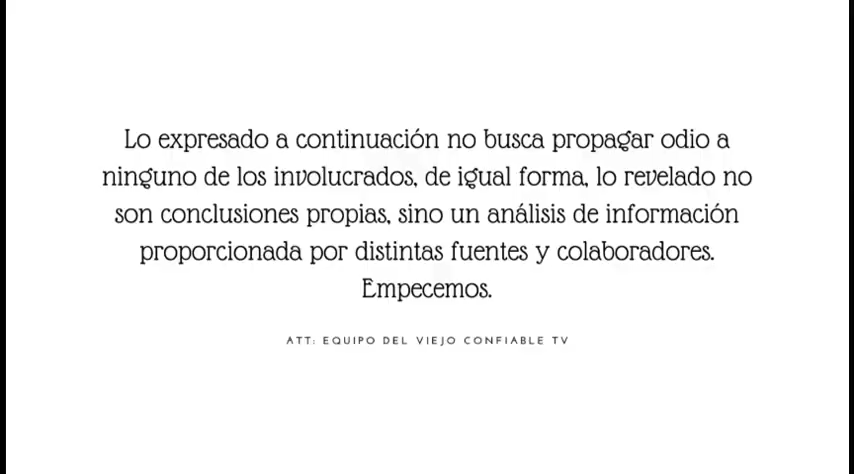 Lo expresado a continuación no busca propagar odio a
ninguno de los involucrados, de igual forma, lo revelado no
son conclusiones propias, sino un análisis de información
proporcionada por distintas fuentes y colaboradores.
Empecemos.
ATT: EQUIPO DEL VIEJO CONFIABLE TV